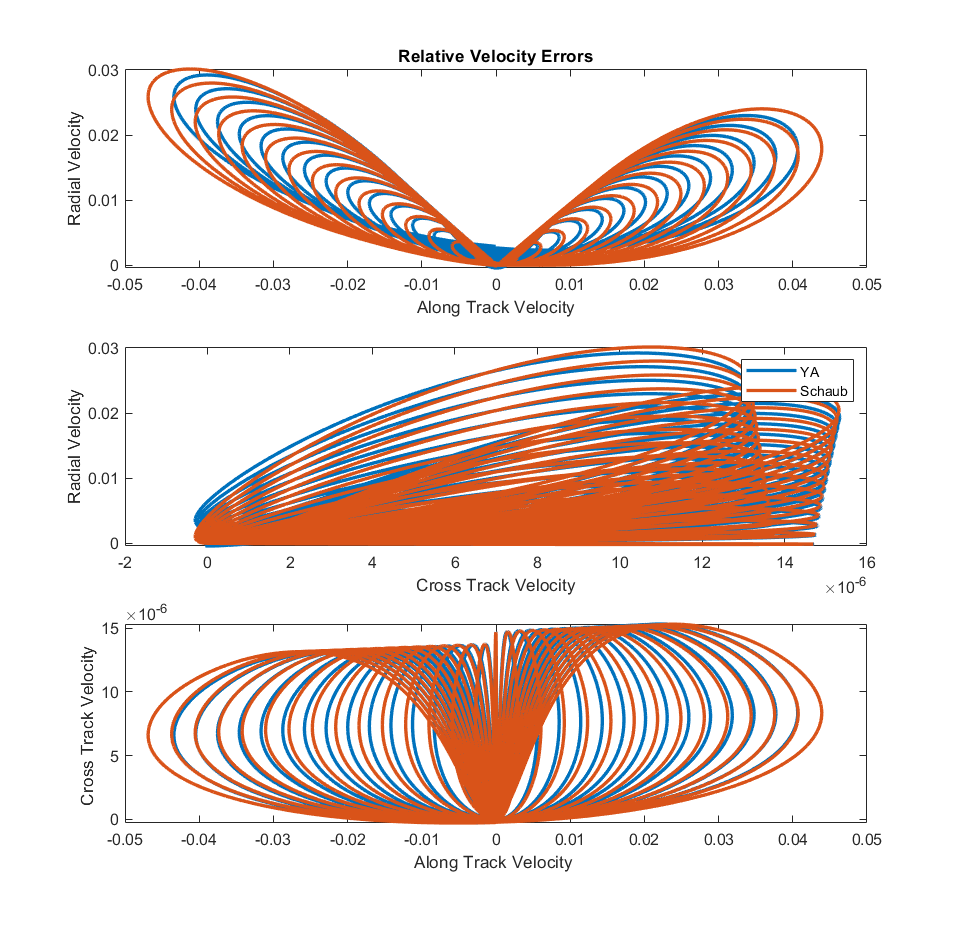 Relative Velocity Errors
0.03
0.02
0.01
0
Radial Velocity
-0.05 -0.04 -0.03 -0.02 -0.01 0 0.01 0.02 0.03 0.04 0.05
Along Track Velocity
0.03
0.02
0.01
0
Radial Velocity
YA
Schaub
-2 0 2 4 6 8 10 12 14 16
Cross Track Velocity
×10-6
×10-6
15
10
5
0
Cross Track Velocity
-0.05 -0.04 -0.03 -0.02 -0.01 0 0.01 0.02 0.03 0.04 0.05
Along Track Velocity